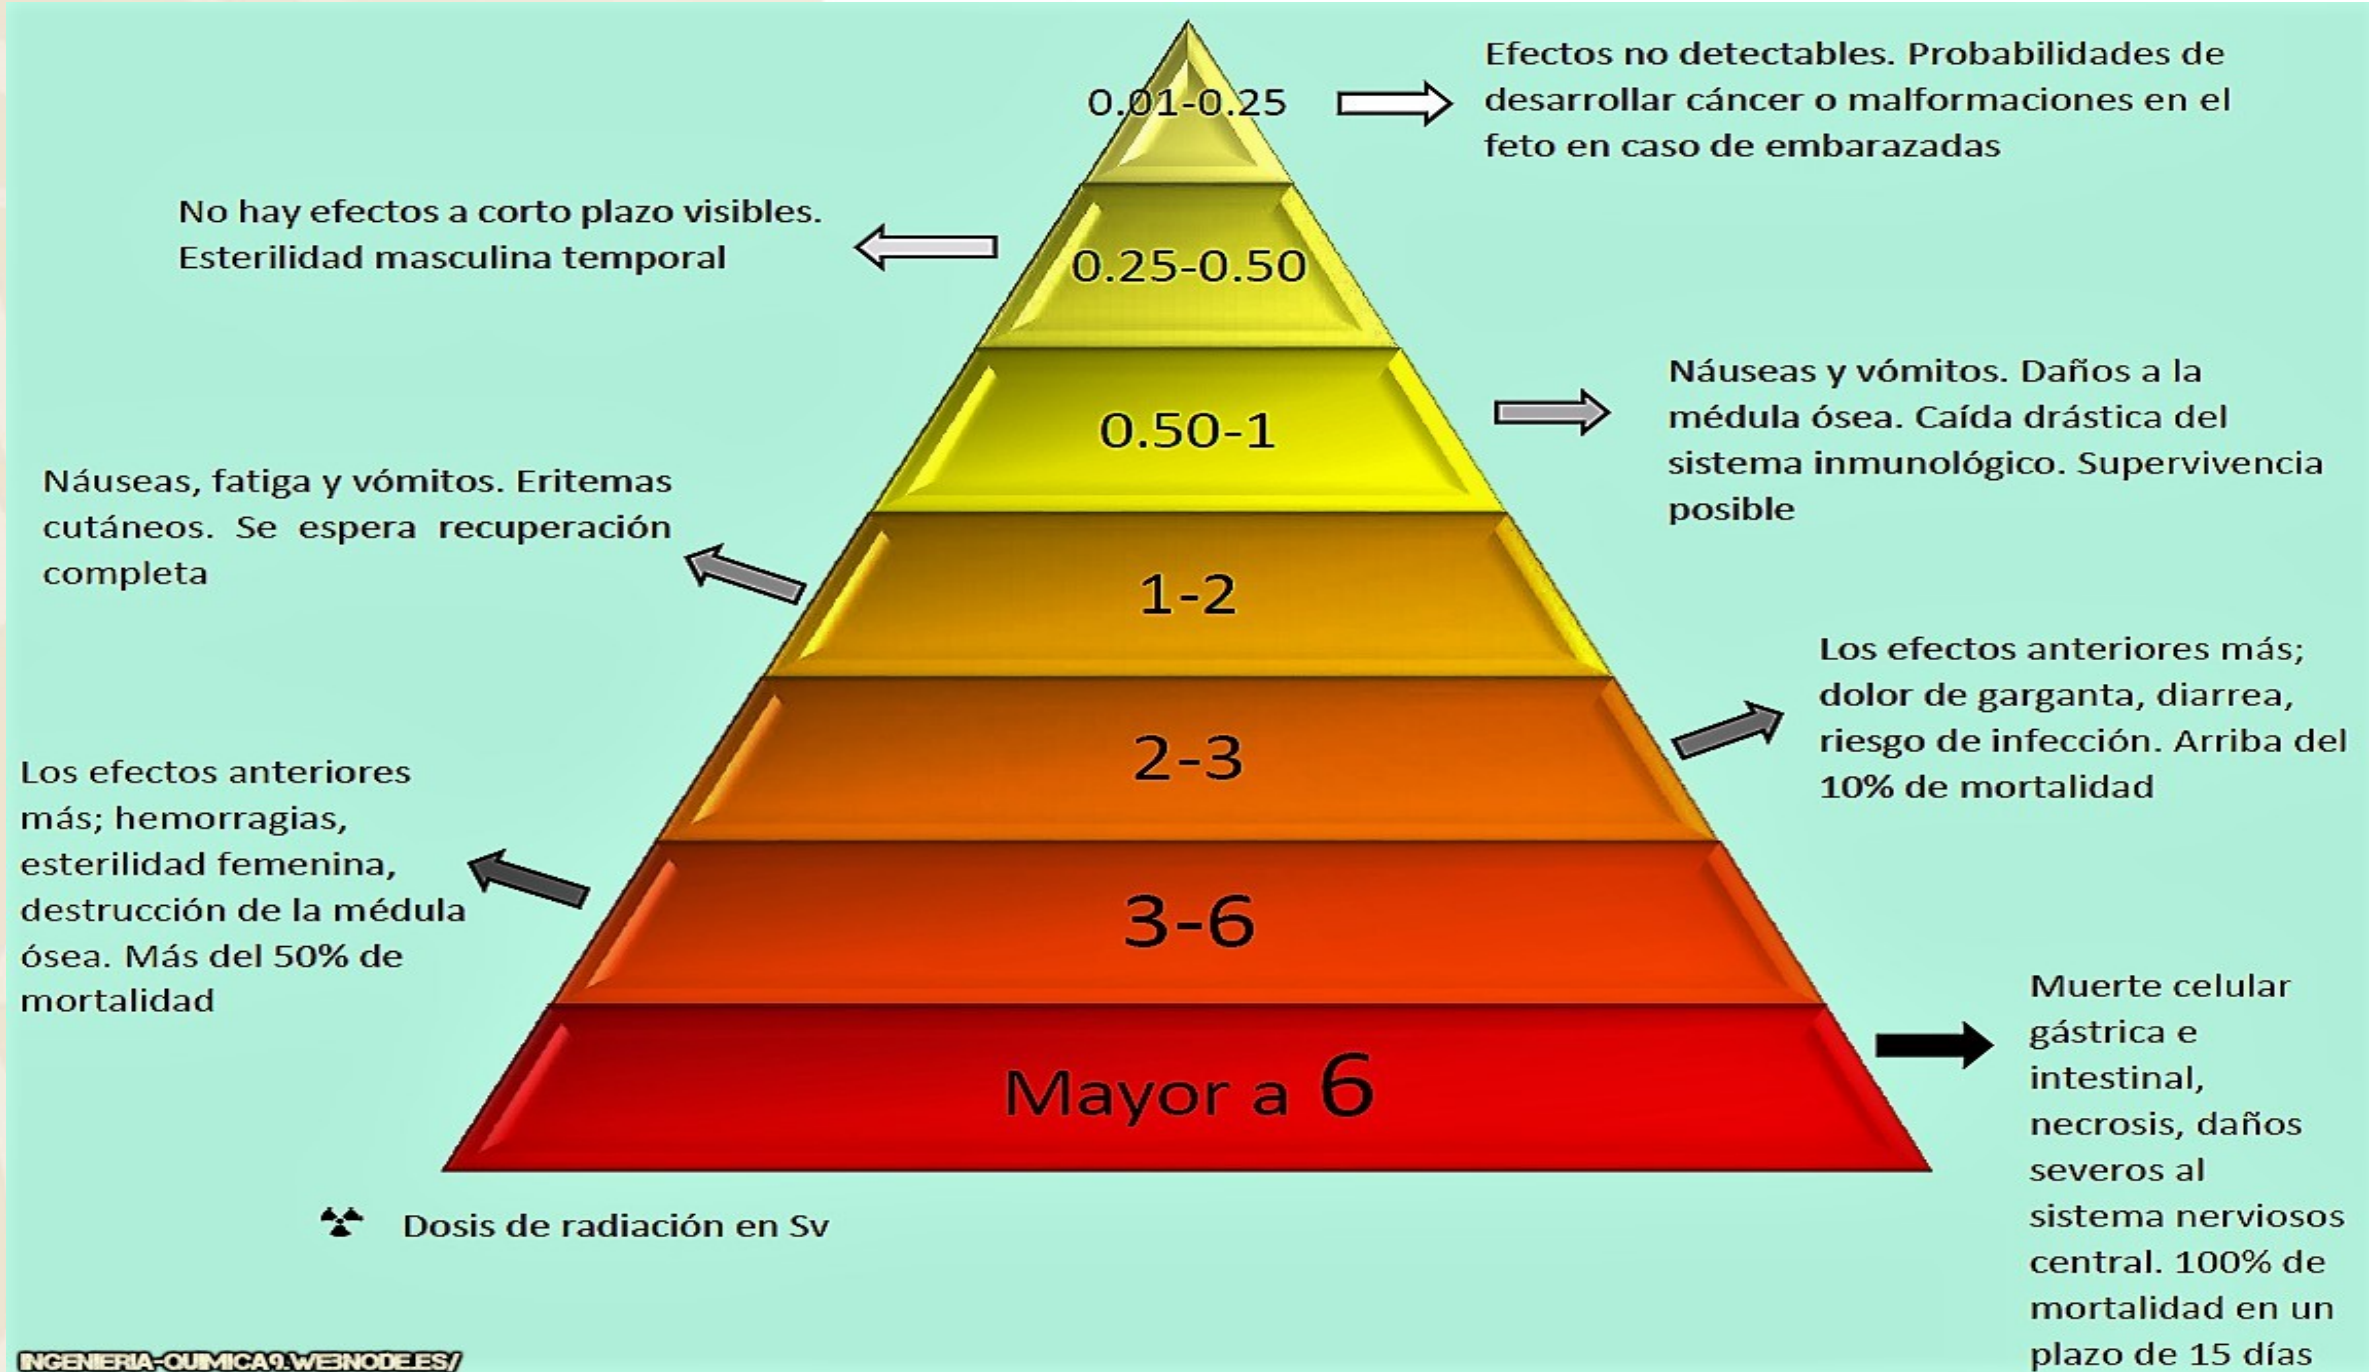 0.01-0.25
Efectos no detectables. Probabilidades de
desarrollar cáncer o malformaciones en el
feto en caso de embarazadas
No hay efectos a corto plazo visibles.
Esterilidad masculina temporal
0.25-0.50
0.50-1
Náuseas y vómitos. Daños a la
médula ósea. Caída drástica del
sistema inmunológico. Supervivencia
posible
Náuseas, fatiga y vómitos. Eritemas
cutáneos. Se espera recuperación
completa
1-2
2-3
Los efectos anteriores más;
dolor de garganta, diarrea,
riesgo de infección. Arriba del
10% de mortalidad
Los efectos anteriores
más; hemorragias,
esterilidad femenina,
destrucción de la médula
ósea. Más del 50% de
mortalidad
3-6
Mayor a 6
Muerte celular
gástrica e
intestinal,
necrosis, daños
severos al
sistema nerviosos
central. 100% de
mortalidad en un
plazo de 15 días
Dosis de radiación en Sv
INGENIERIA-QUIMICA9.WEBNODE.ES/